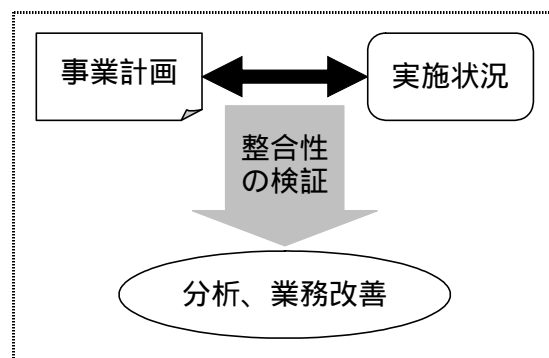 事業計画
実施状況
整合性
の検証
分析、業務改善